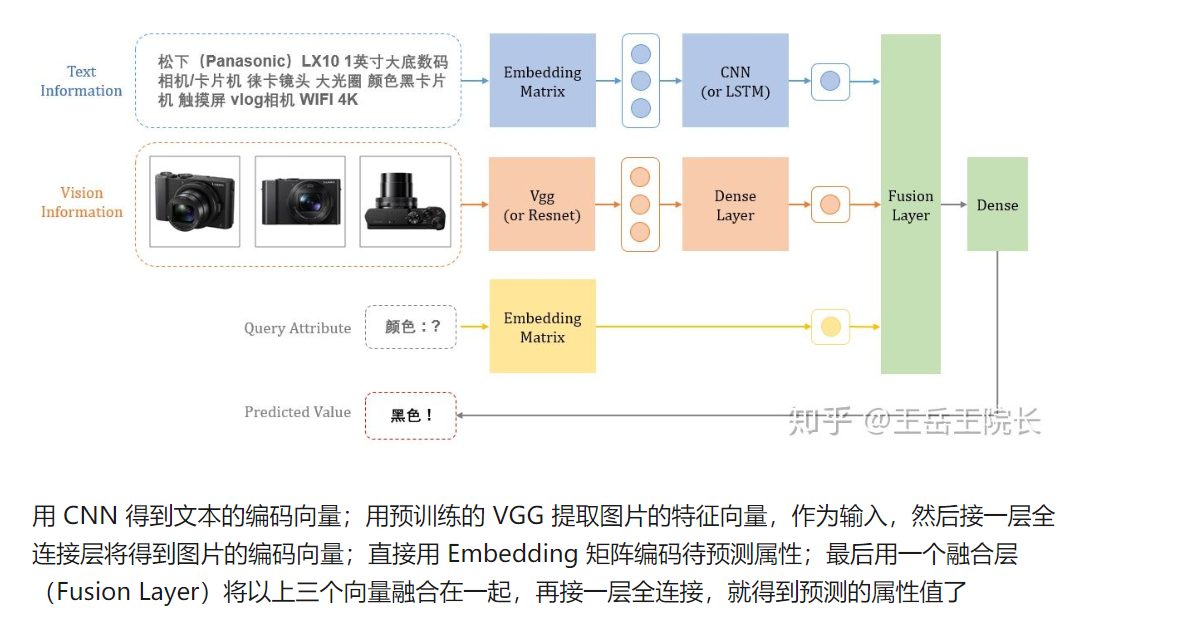 Text
Information
松下（Panasonic）LX10 1英寸大底数码
相机/卡片机 徕卡镜头 大光圈 颜色黑卡片
机 触摸屏 vlog相机 WIFI 4K
Embedding
Matrix
CNN
(or LSTM)
Vision
Information
Vgg
(or Resnet)
Dense
Layer
Fusion
Layer
Dense
Query Attribute
颜色：?
Embedding
Matrix
Predicted Value
黑色！
知乎 @王岳王院长
用 CNN 得到文本的编码向量；用预训练的 VGG 提取图片的特征向量，作为输入，然后接一层全
连接层将得到图片的编码向量；直接用 Embedding 矩阵编码待预测属性；最后用一个融合层
（Fusion Layer）将以上三个向量融合在一起，再接一层全连接，就得到预测的属性值了